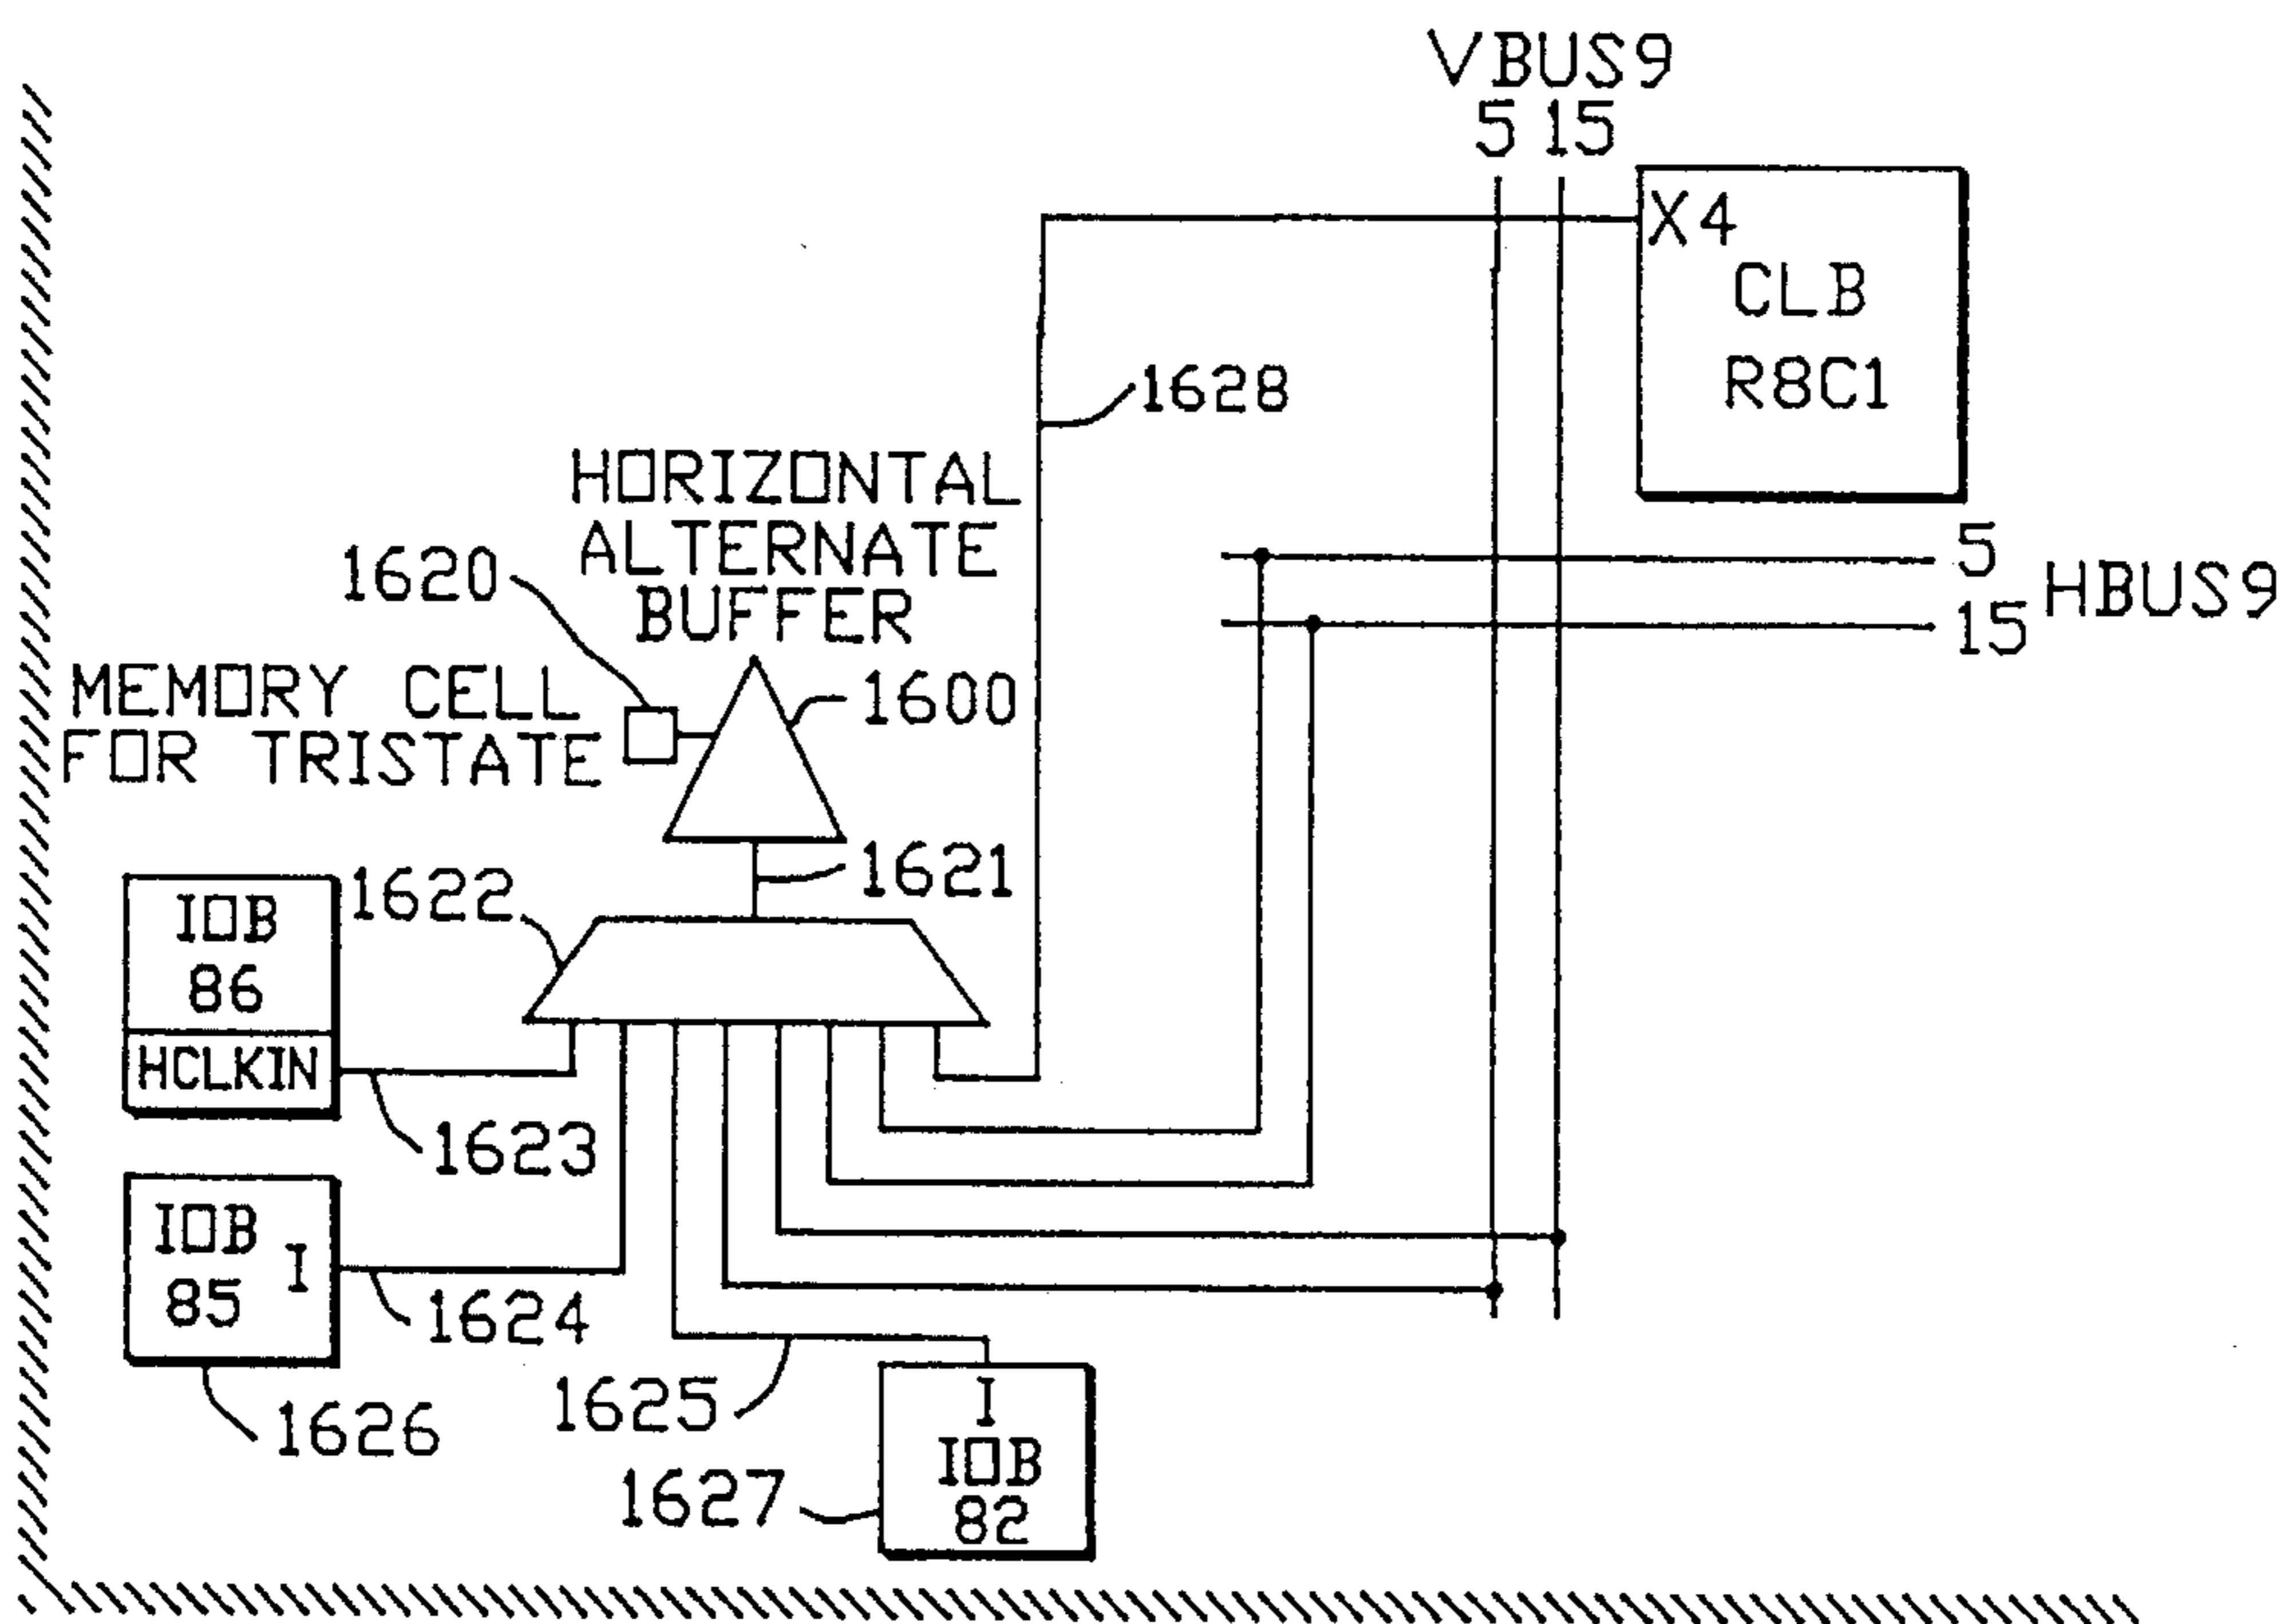 VBUS9
5 15
X4
CLB
R8C1
1628
HORIZONTAL
ALTERNATE
BUFFER
1620
5
HBUS9
15
MEMORY CELL
FOR TRISTATE
1600
1621
1622
IOB
86
HCLKIN
1623
IOB
85
I
1624
1626
1625
I
IOB
82
1627